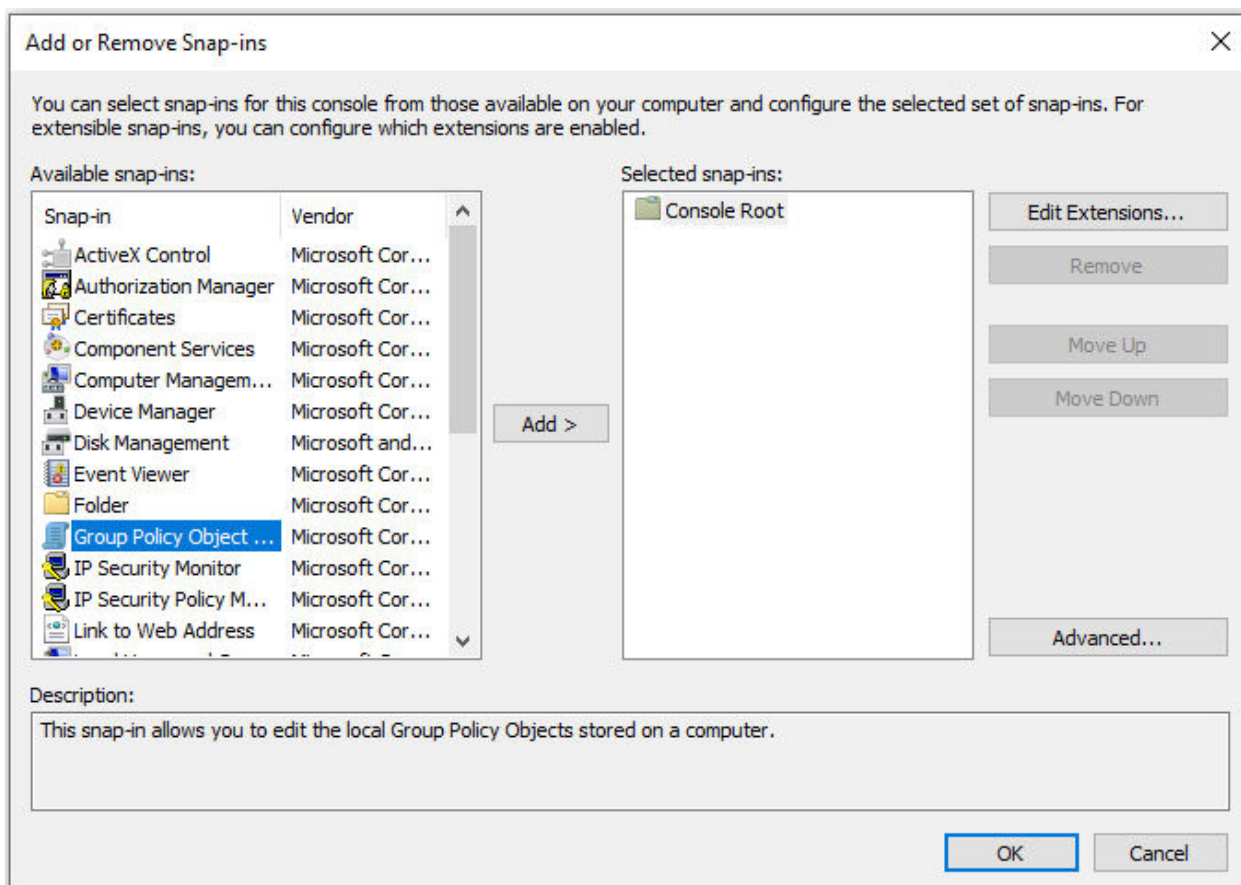 Add or Remove Snap-ins
You can select snap-ins for this console from those available on your computer and configure the selected set of snap-ins. For
extensible snap-ins, you can configure which extensions are enabled.
Available snap-ins:
Snap-in Vendor
ActiveX Control Microsoft Cor...
Authorization Manager Microsoft Cor...
Certificates Microsoft Cor...
Component Services Microsoft Cor...
Computer Managem... Microsoft Cor...
Device Manager Microsoft Cor...
Disk Management Microsoft and...
Event Viewer Microsoft Cor...
Folder Microsoft Cor...
Group Policy Object ... Microsoft Cor...
IP Security Monitor Microsoft Cor...
IP Security Policy M... Microsoft Cor...
Link to Web Address Microsoft Cor...
Add >
Selected snap-ins:
Console Root
Edit Extensions...
Remove
Move Up
Move Down
Advanced...
Description:
This snap-in allows you to edit the local Group Policy Objects stored on a computer.
OK
Cancel